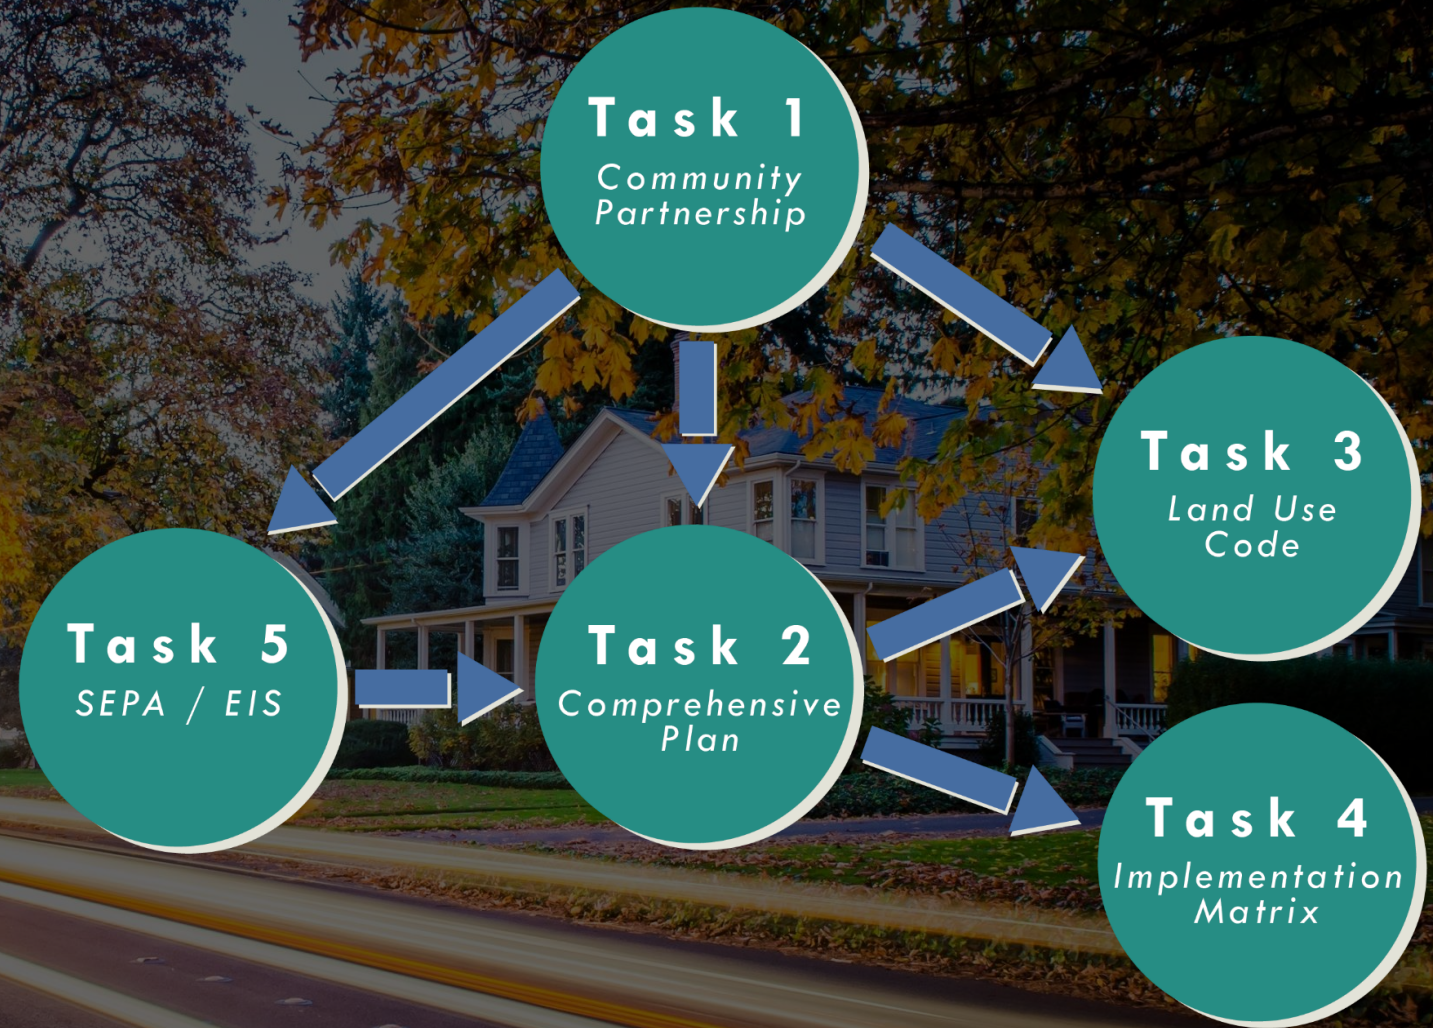 Task 1
Community
Partnership
Task 3
Land Use
Code
Task 5
SEPA / EIS
Task 2
Comprehensive
Plan
Task 4
Implementation
Matrix